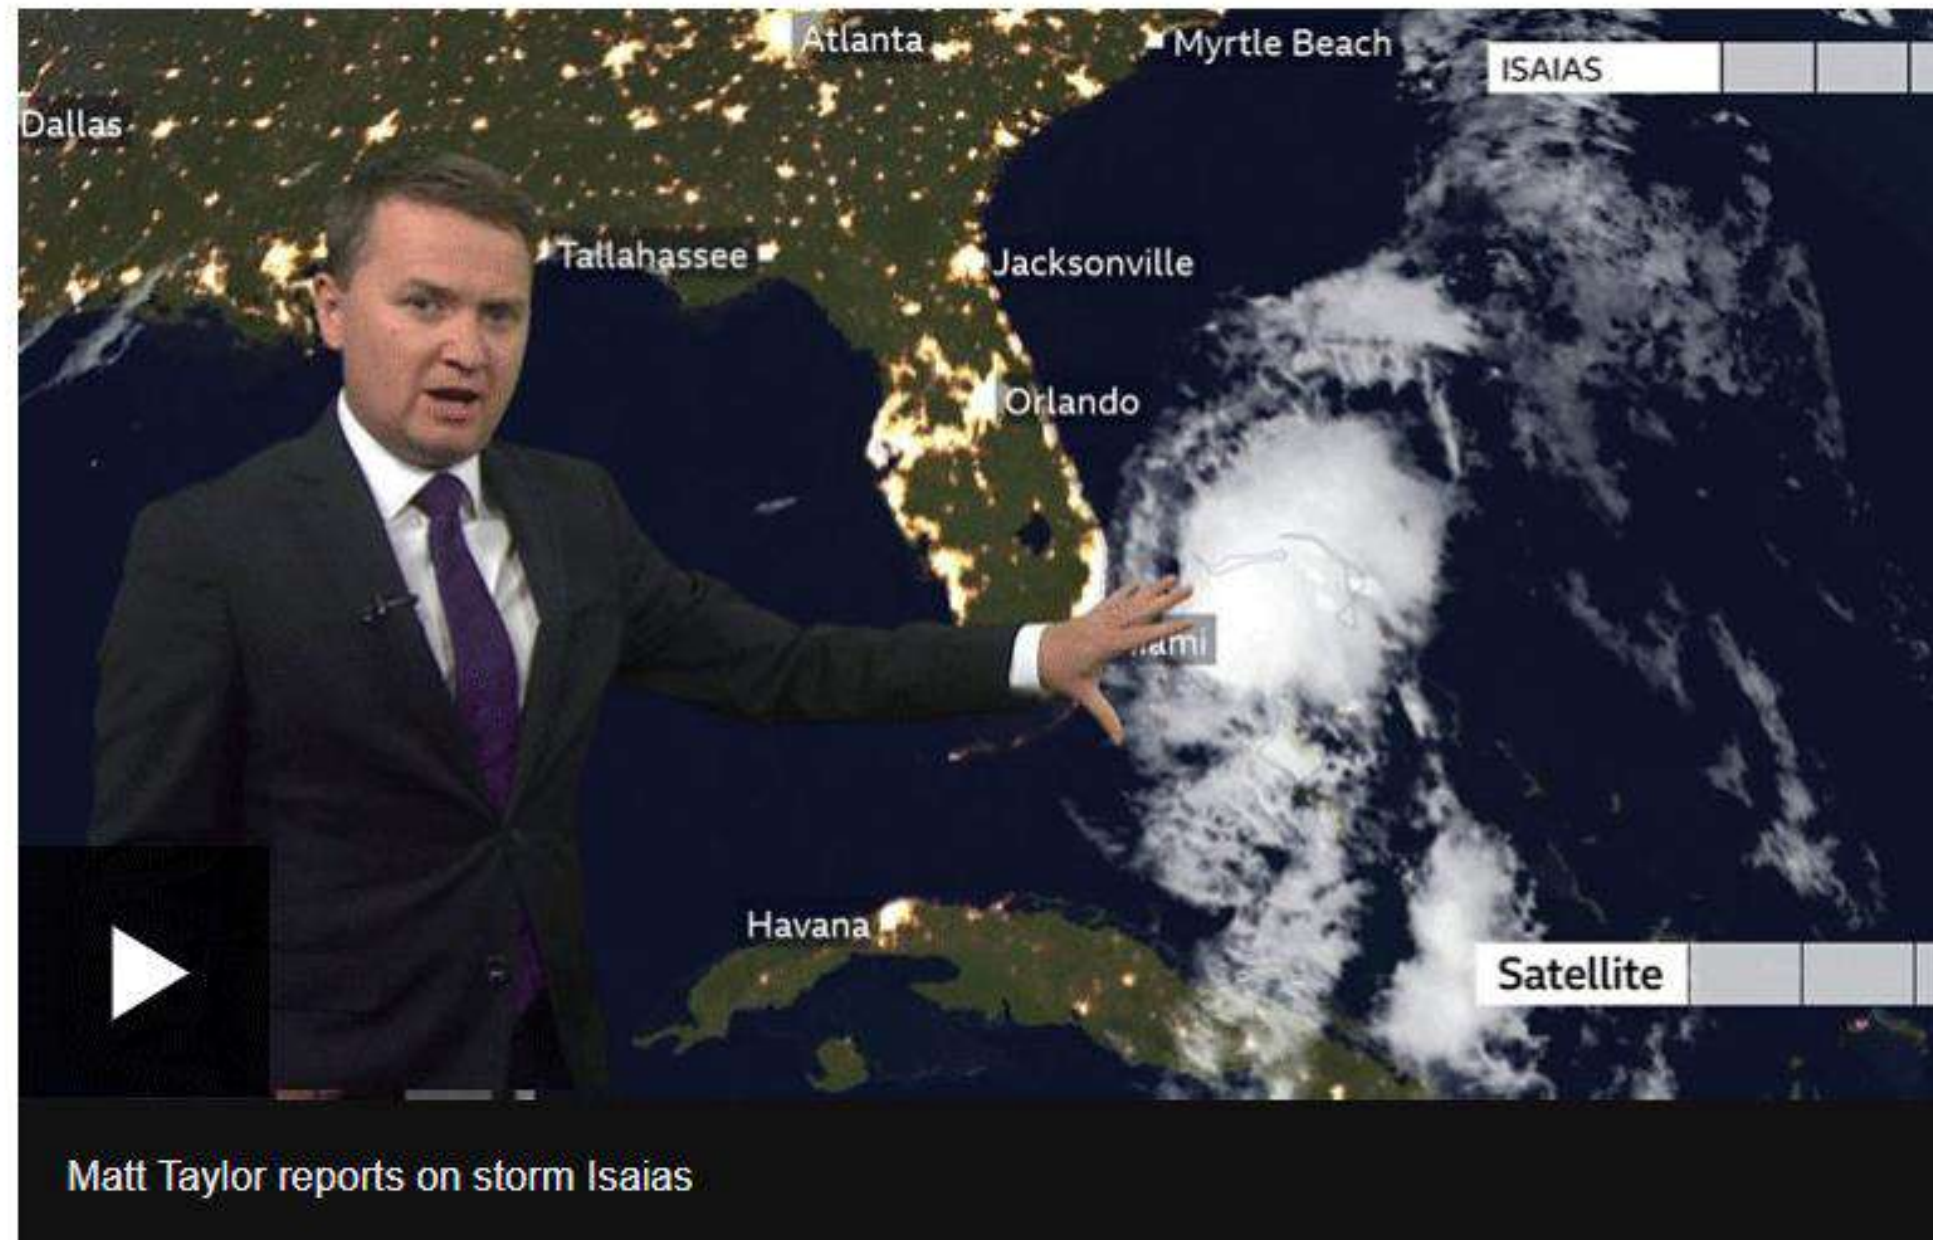 Atlanta
Myrtle Beach
ISAIAS
Dallas
Tallahassee
Jacksonville
Orlando
Havana
Satellite
Matt Taylor reports on storm Isaias